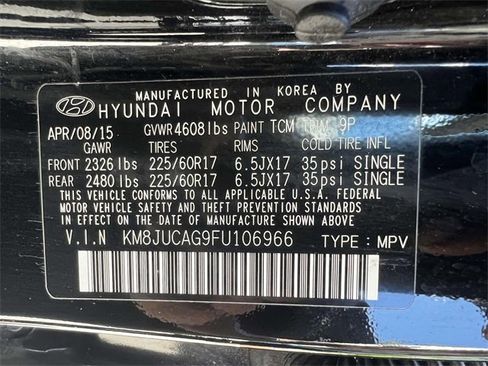 MANUFACTURED IN KOREA BY
HYUNDAI MOTOR COMPANY
APR/08/15 GVWR 4608lbs PAINT TCM TRIM 9P
GAWR TIRES RIMS COLD TIRE INFL
FRONT 2326 lbs 225/60R17 6.5JX17 35psi SINGLE
REAR 2480 lbs 225/60R17 6.5JX17 35psi SINGLE
THIS VEHICLE CONFORMS TO ALL APPLICABLE U.S.A FEDERAL
MOTOR VEHICLE SAFETY AND THEFT PREVENTION STANDARDS
IN EFFECT ON THE DATE OF MANUFACTURE SHOWN ABOVE.
V.I.N KM8JUCAG9FU106966 TYPE : MPV